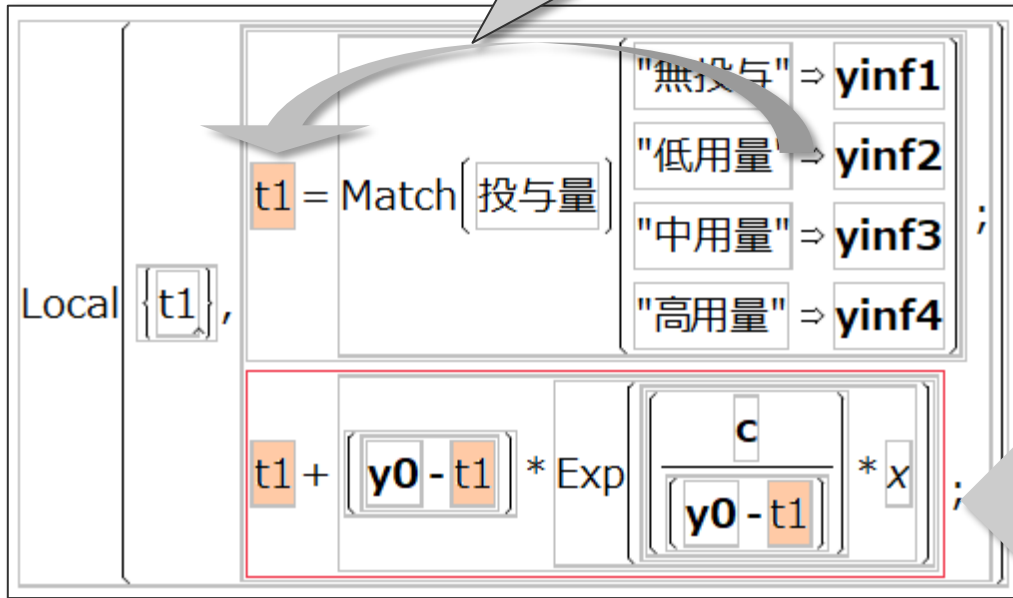 Local({t1},
t1 = Match(投与量)
"無投与" ⇒ yinf1
"低用量" ⇒ yinf2
"中用量" ⇒ yinf3
"高用量" ⇒ yinf4
;
t1 + (y0 - t1) * Exp((c / (y0 - t1)) * x) ;